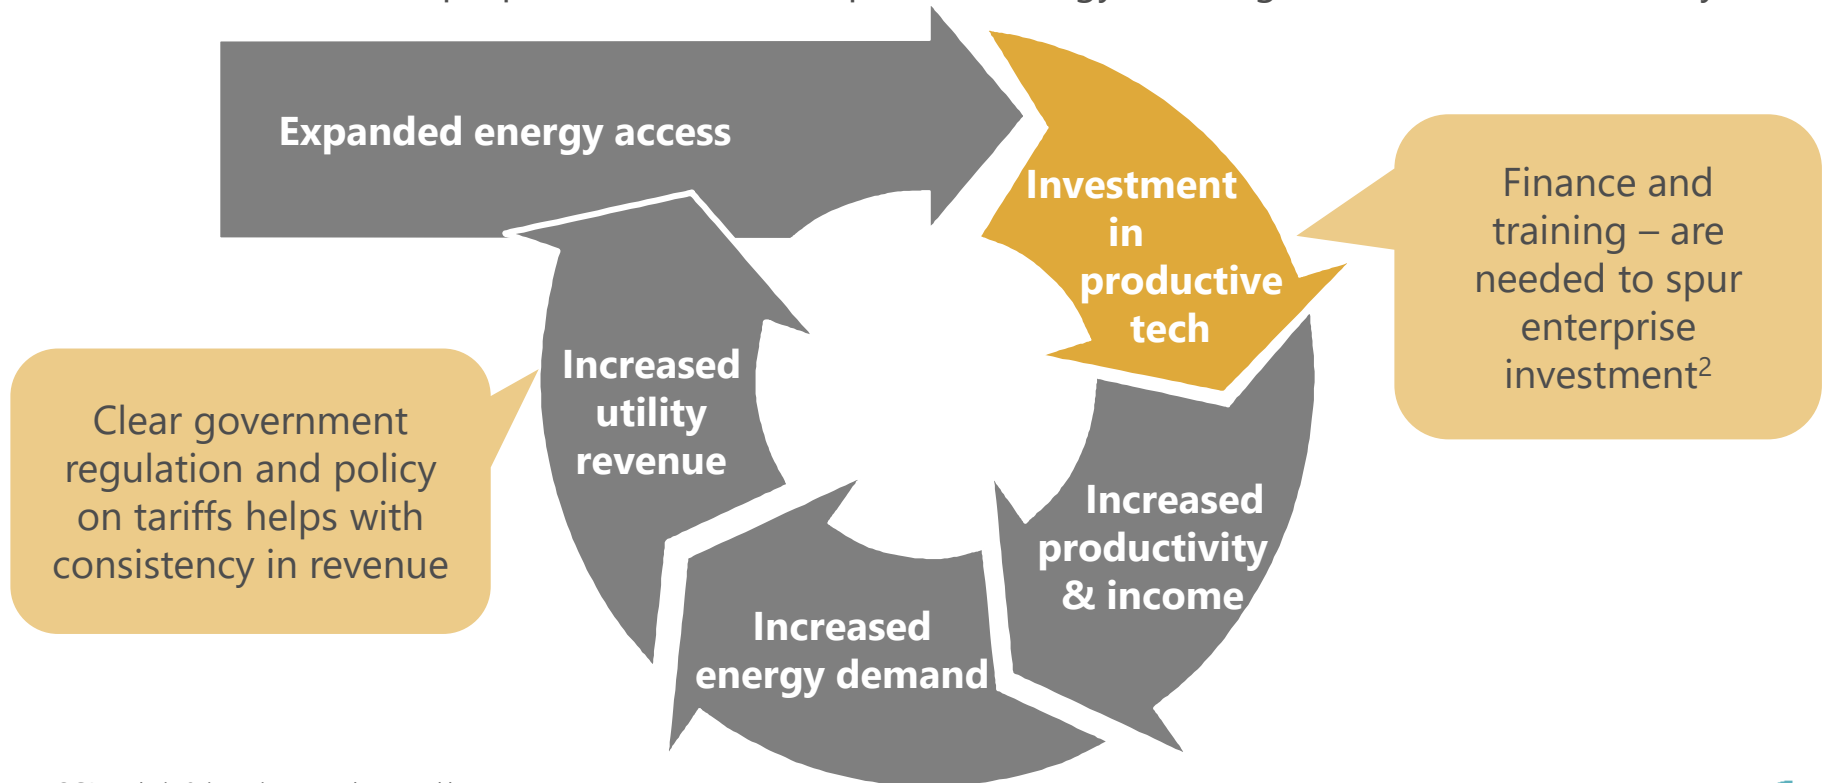 Expanded energy access
Investment
in
productive
tech
Finance and
training – are
needed to spur
enterprise
investment²
Increased
utility
revenue
Clear government
regulation and policy
on tariffs helps with
consistency in revenue
Increased
productivity
& income
Increased
energy demand